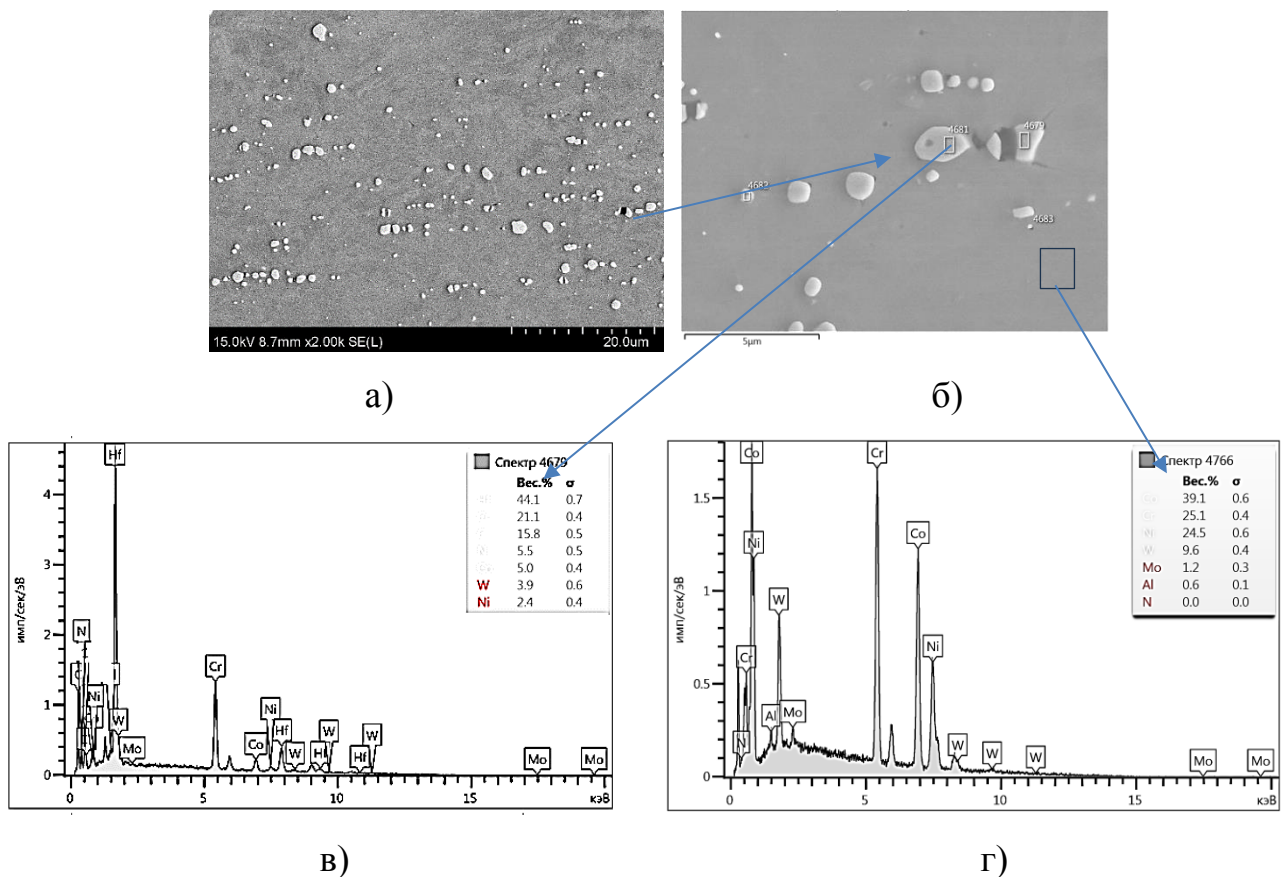 15.0kV 8.7mm x2.00k SE(L)
20.0um
4681
4679
4682
4683
5µm
а)
б)
Hf
N
C
Ni
W
Mo
Cr
Co
Ni
Hf
W
Hf
W
Hf
W
Mo
Mo
имп/сек/эВ
4
2
0
0
5
10
15
кэВ
Спектр 4679
Вес.% σ
44.1 0.7
21.1 0.4
15.8 0.5
N 5.5 0.5
5.0 0.4
W 3.9 0.6
Ni 2.4 0.4
Co
Ni
Cr
N
W
Al
Mo
Cr
Co
Ni
W
W
W
Mo
Mo
имп/сек/эВ
1.5
1
0.5
0
0
5
10
15
кэВ
Спектр 4766
Вес.% σ
Co 39.1 0.6
Cr 25.1 0.4
Ni 24.5 0.6
W 9.6 0.4
Mo 1.2 0.3
Al 0.6 0.1
N 0.0 0.0
в)
г)